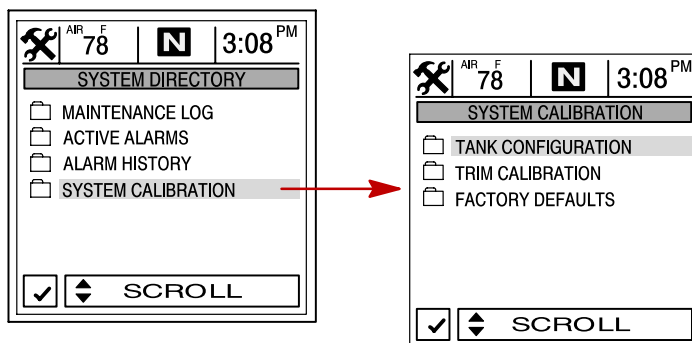 AIR F
78 N 3:08 PM
SYSTEM DIRECTORY
MAINTENANCE LOG
ACTIVE ALARMS
ALARM HISTORY
SYSTEM CALIBRATION
SCROLL
AIR F
78 N 3:08 PM
SYSTEM CALIBRATION
TANK CONFIGURATION
TRIM CALIBRATION
FACTORY DEFAULTS
SCROLL